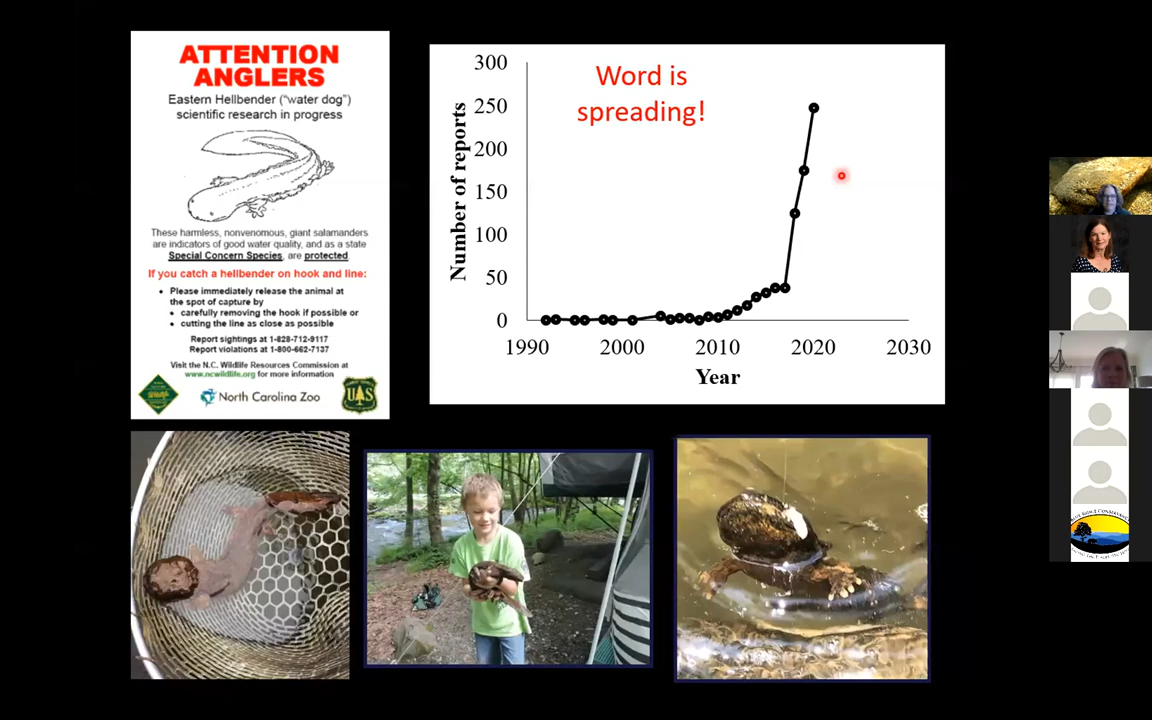 ATTENTION
ANGLERS
Eastern Hellbender ("water dog")
scientific research in progress
These harmless, nonvenomous, giant salamanders
are indicators of good water quality, and as a state
Special Concern Species, are protected.
If you catch a hellbender on hook and line:
• Please immediately release the animal at
the spot of capture by
• carefully removing the hook if possible or
• cutting the line as close as possible
Report sightings at 1-828-712-9117
Report violations at 1-800-662-7137
Visit the N.C. Wildlife Resources Commission at
www.ncwildlife.org for more information
North Carolina Zoo
UAS
Word is
spreading!
Number of reports
300
250
200
150
100
50
0
1990
2000
2010
2020
2030
Year